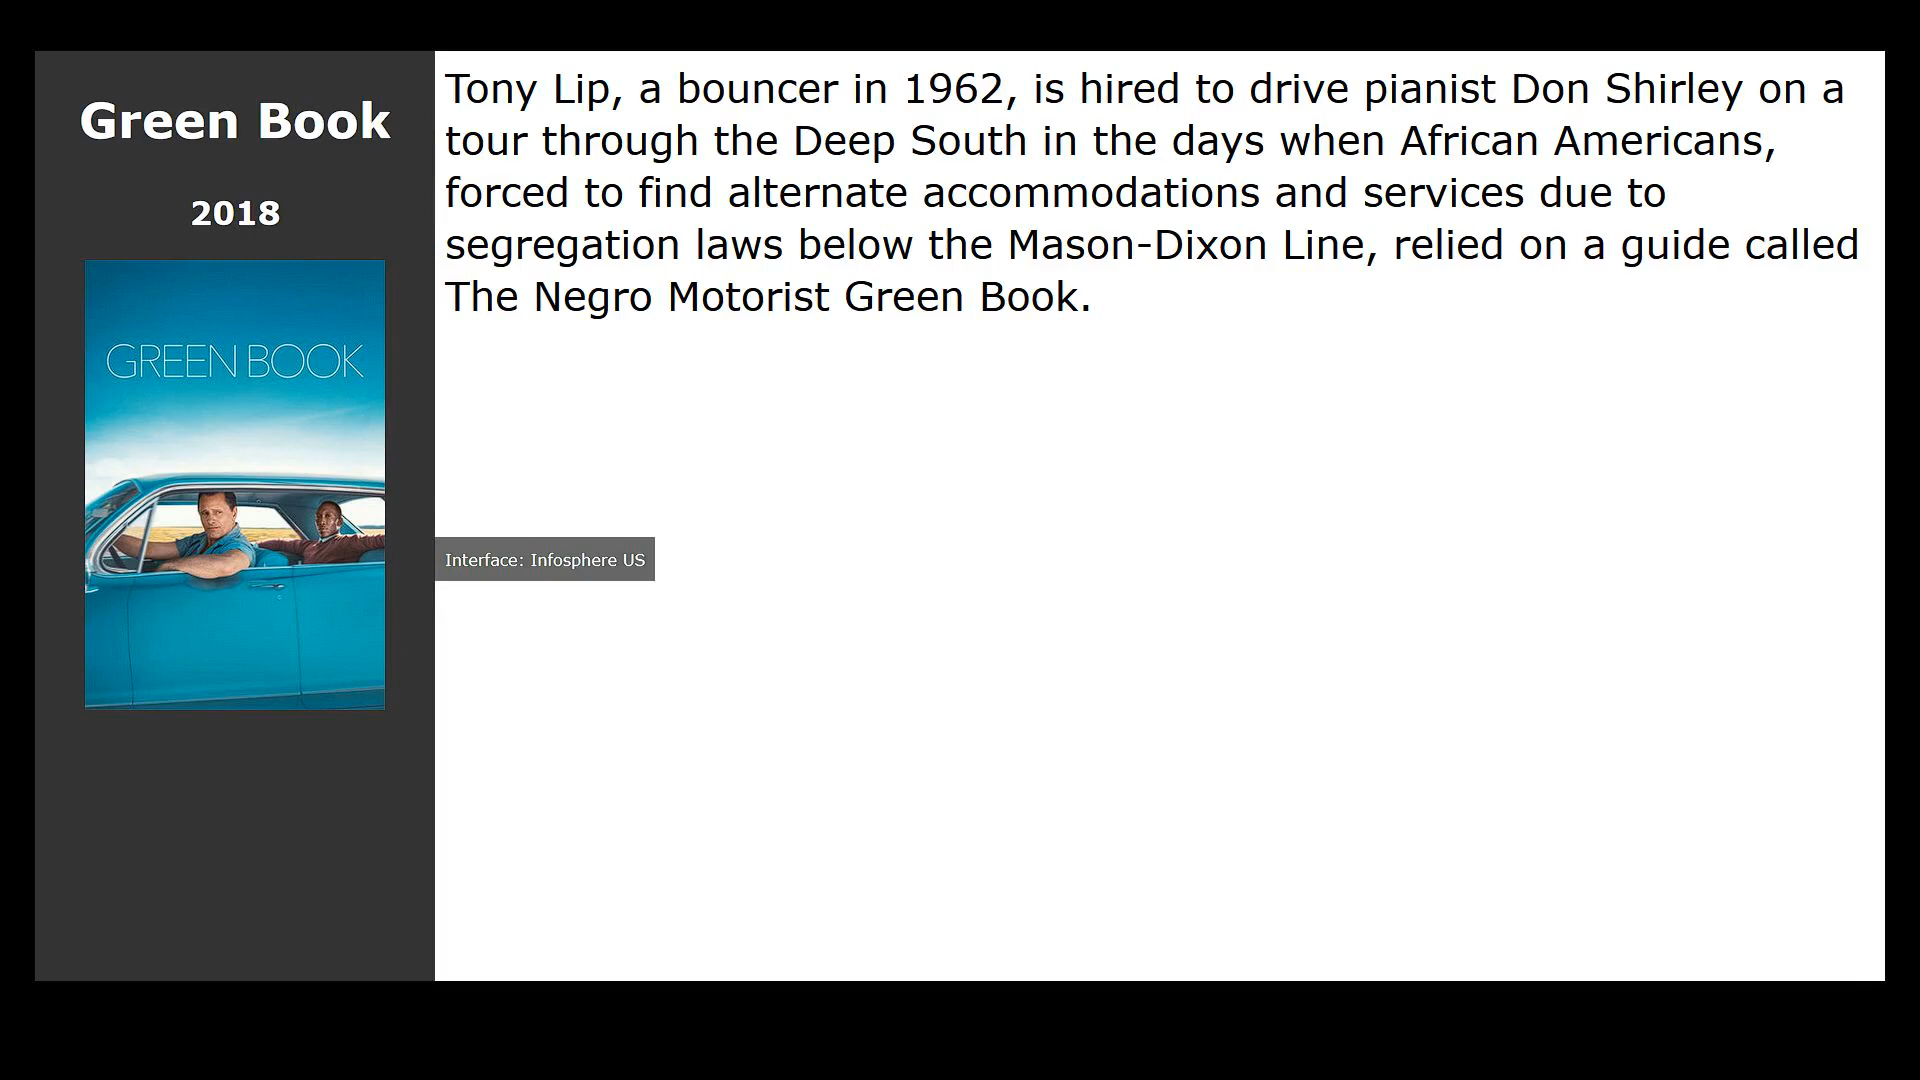 Green Book
2018
GREEN BOOK
Tony Lip, a bouncer in 1962, is hired to drive pianist Don Shirley on a
tour through the Deep South in the days when African Americans,
forced to find alternate accommodations and services due to
segregation laws below the Mason-Dixon Line, relied on a guide called
The Negro Motorist Green Book.
Interface: Infosphere US